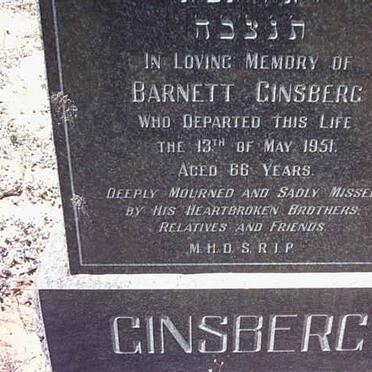 תנצבה
IN LOVING MEMORY OF
BARNETT GINSBERG
WHO DEPARTED THIS LIFE
THE 13TH OF MAY 1951.
AGED 66 YEARS.
DEEPLY MOURNED AND SADLY MISSE
BY HIS HEARTBROKEN BROTHERS,
RELATIVES AND FRIENDS.
M.H.D.S.R.I.P.
GINSBERG